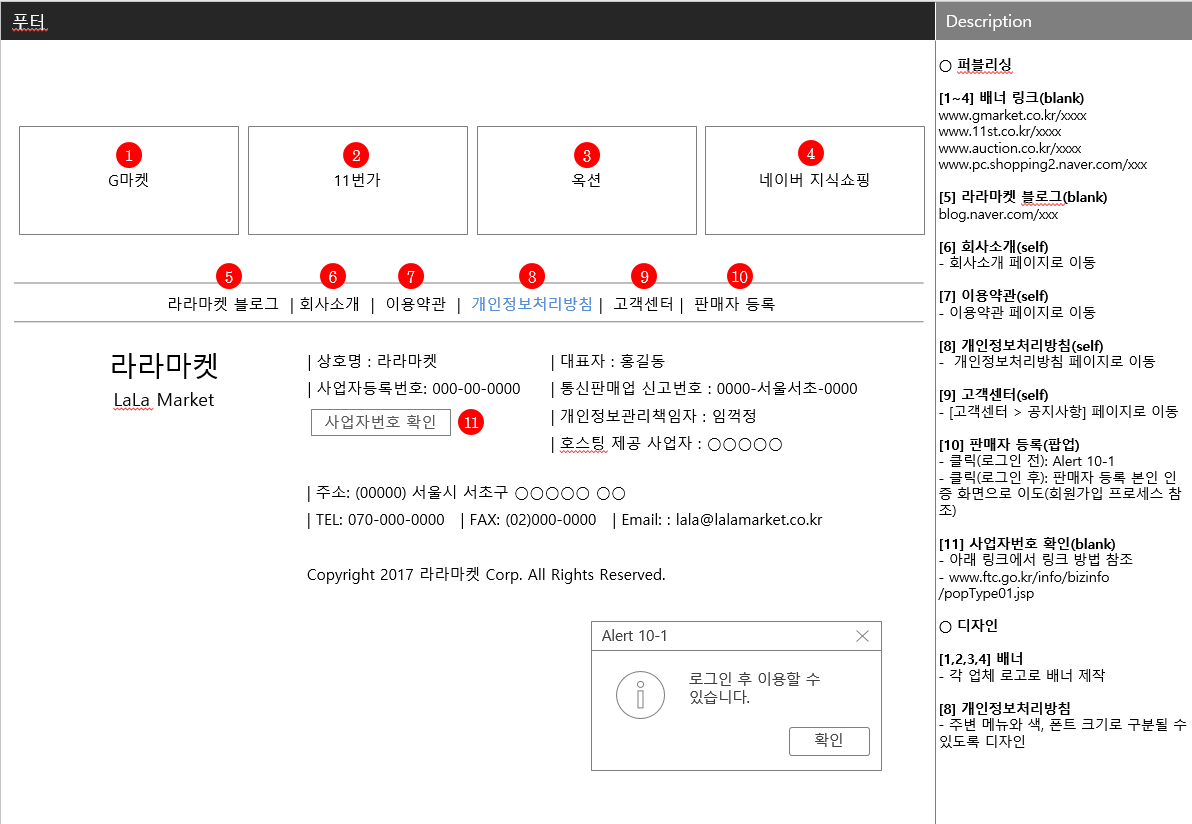 푸터
Description
1
G마켓
2
11번가
3
옥션
4
네이버 지식쇼핑
5 6 7 8 9 10
라라마켓 블로그 | 회사소개 | 이용약관 | 개인정보처리방침 | 고객센터 | 판매자 등록
라라마켓
LaLa Market
| 상호명 : 라라마켓 | 대표자 : 홍길동
| 사업자등록번호: 000-00-0000 | 통신판매업 신고번호 : 0000-서울서초-0000
사업자번호 확인 11
| 개인정보관리책임자 : 임꺽정
| 호스팅 제공 사업자 : ○○○○○
| 주소: (00000) 서울시 서초구 ○○○○○ ○○
| TEL: 070-000-0000 | FAX: (02)000-0000 | Email: : lala@lalamarket.co.kr
Copyright 2017 라라마켓 Corp. All Rights Reserved.
Alert 10-1
로그인 후 이용할 수
있습니다.
확인
○ 퍼블리싱
[1~4] 배너 링크(blank)
www.gmarket.co.kr/xxxx
www.11st.co.kr/xxxx
www.auction.co.kr/xxxx
www.pc.shopping2.naver.com/xxx
[5] 라라마켓 블로그(blank)
blog.naver.com/xxx
[6] 회사소개(self)
- 회사소개 페이지로 이동
[7] 이용약관(self)
- 이용약관 페이지로 이동
[8] 개인정보처리방침(self)
- 개인정보처리방침 페이지로 이동
[9] 고객센터(self)
- [고객센터 > 공지사항] 페이지로 이동
[10] 판매자 등록(팝업)
- 클릭(로그인 전): Alert 10-1
- 클릭(로그인 후): 판매자 등록 본인 인
증 화면으로 이도(회원가입 프로세스 참
조)
[11] 사업자번호 확인(blank)
- 아래 링크에서 링크 방법 참조
- www.ftc.go.kr/info/bizinfo
/popType01.jsp
○ 디자인
[1,2,3,4] 배너
- 각 업체 로고로 배너 제작
[8] 개인정보처리방침
- 주변 메뉴와 색, 폰트 크기로 구분될 수
있도록 디자인